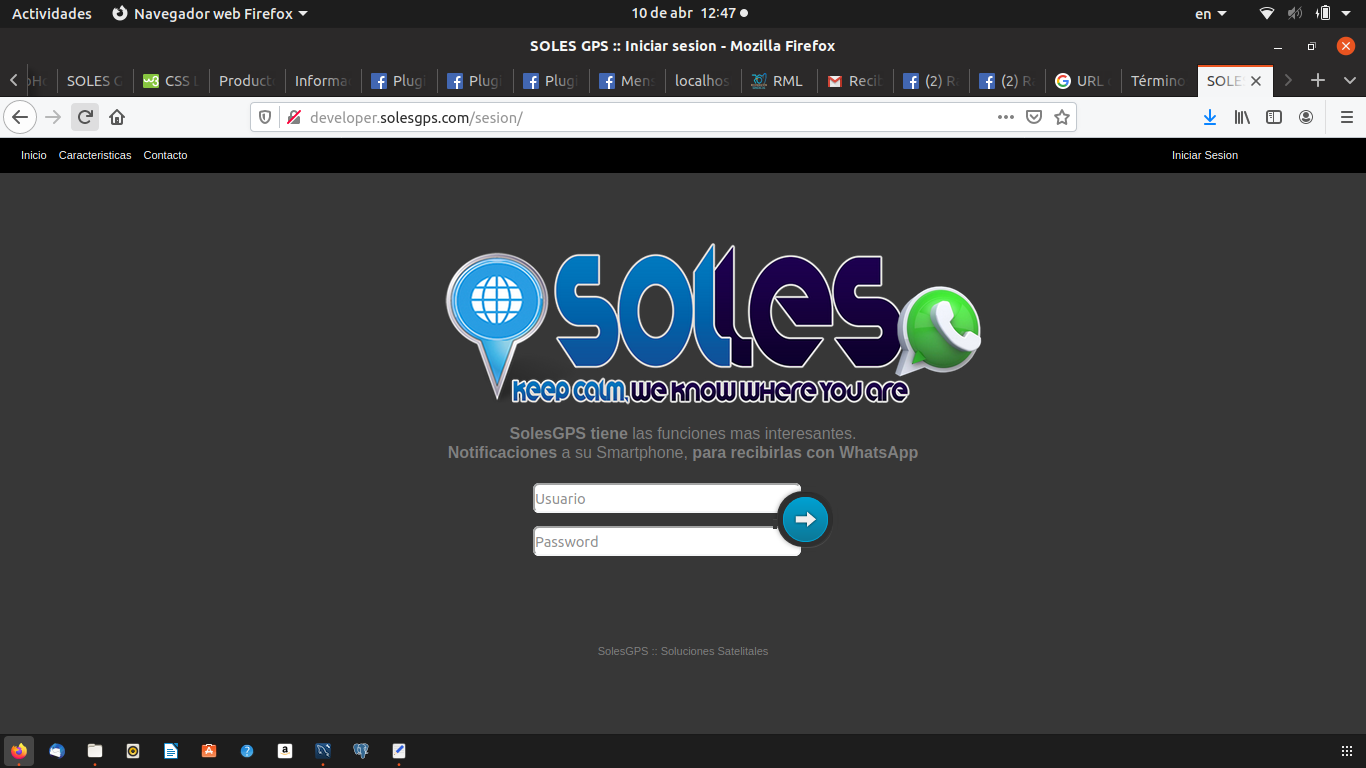 Actividades Navegador web Firefox 10 de abr 12:47 en
SOLES GPS :: Iniciar sesion - Mozilla Firefox
SOLES CSS Product Informa Plugi Plugi Plugi Mens localhos RML Recib (2) (2) URL Término SOLES
developer.solesgps.com/sesion/
Inicio Caracteristicas Contacto Iniciar Sesion
soles
KEEP CALM, WE KNOW WHERE YOU ARE
SolesGPS tiene las funciones mas interesantes.
Notificaciones a su Smartphone, para recibirlas con WhatsApp
Usuario
Password
SolesGPS :: Soluciones Satelitales